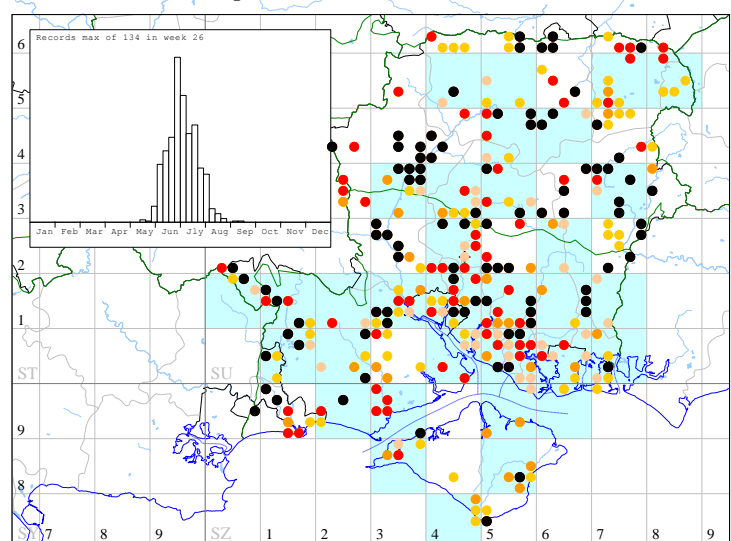 Records max of 134 in week 26
6
5
4
Jan Feb Mar Apr May Jun Jly Aug Sep Oct Nov Dec
3
2
1
ST SU
9
8
SY 7 8 9 SZ 1 2 3 4 5 6 7 8 9